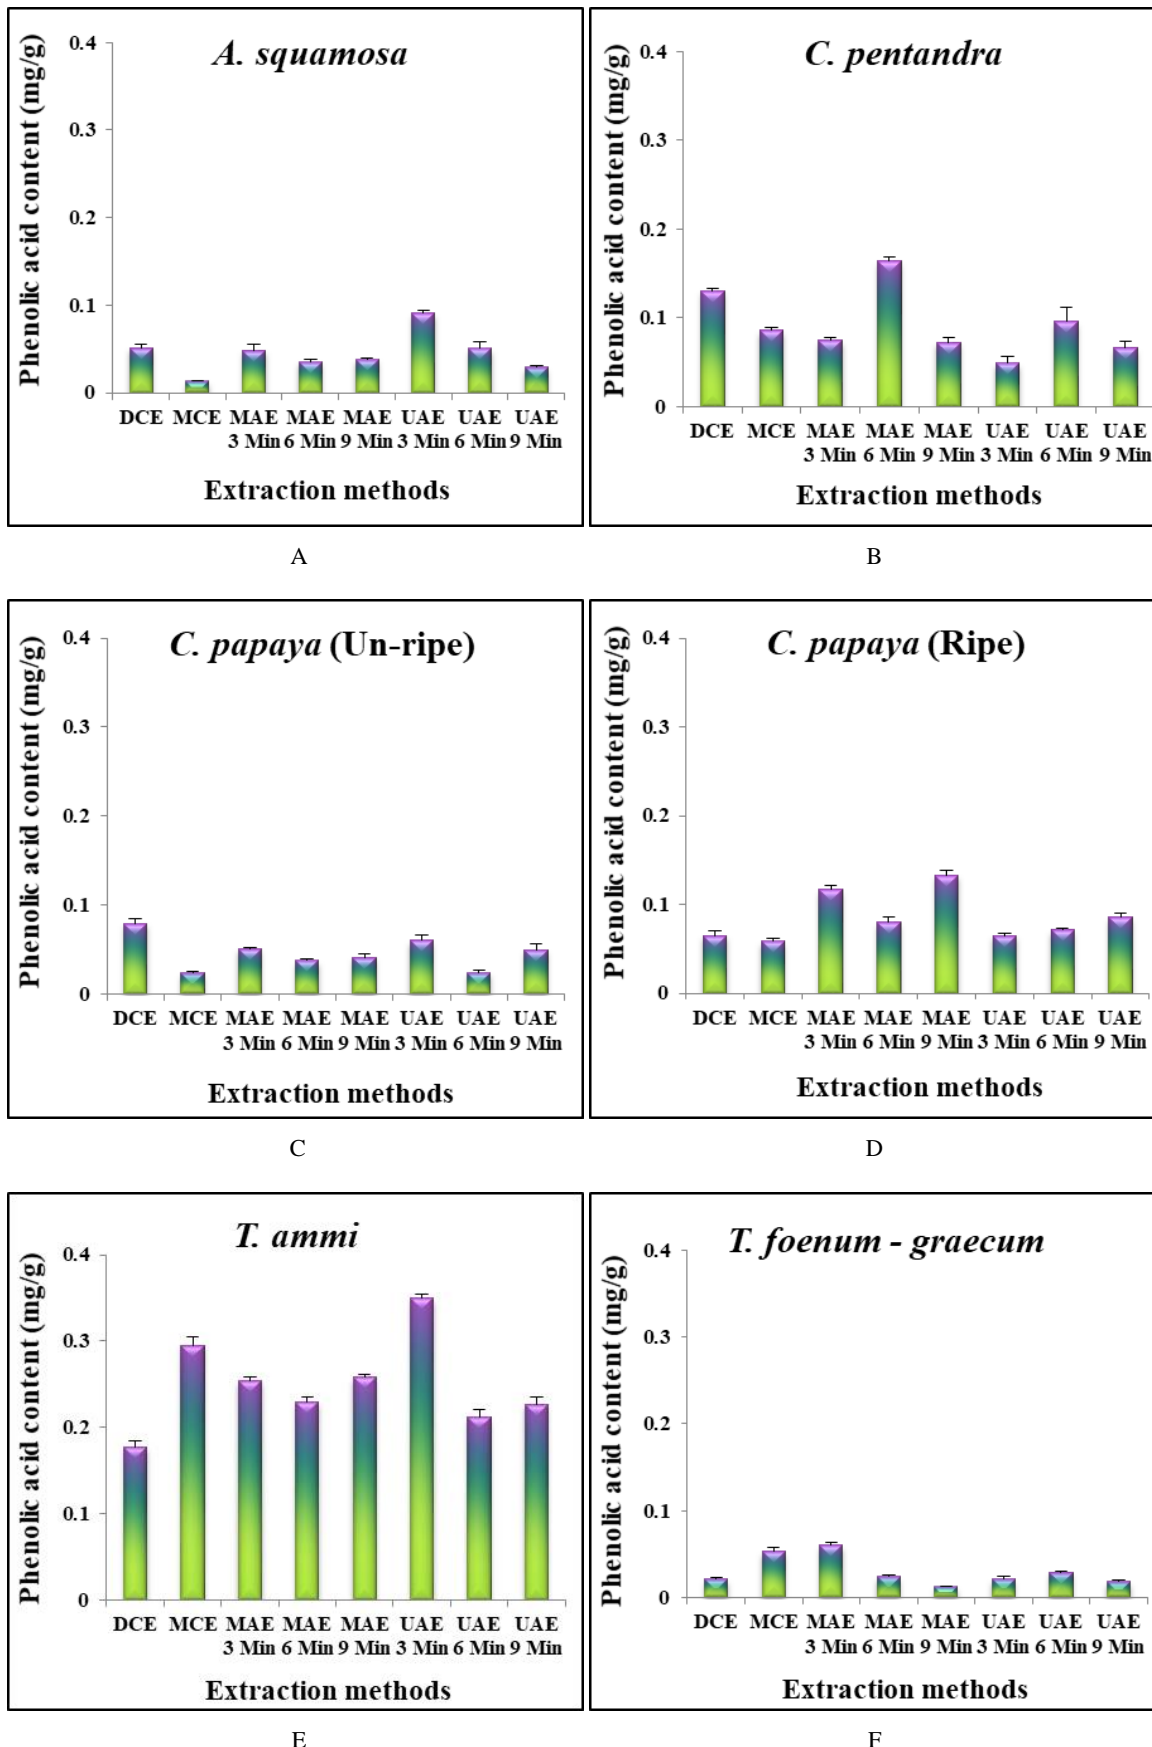 A. squamosa
Phenolic acid content (mg/g)
0.4
0.3
0.2
0.1
0
DCE MCE MAE MAE MAE UAE UAE UAE
3 Min 6 Min 9 Min 3 Min 6 Min 9 Min
Extraction methods
A
C. pentandra
Phenolic acid content (mg/g)
0.4
0.3
0.2
0.1
0
DCE MCE MAE MAE MAE UAE UAE UAE
3 Min 6 Min 9 Min 3 Min 6 Min 9 Min
Extraction methods
B
C. papaya (Un-ripe)
Phenolic acid content (mg/g)
0.4
0.3
0.2
0.1
0
DCE MCE MAE MAE MAE UAE UAE UAE
3 Min 6 Min 9 Min 3 Min 6 Min 9 Min
Extraction methods
C
C. papaya (Ripe)
Phenolic acid content (mg/g)
0.4
0.3
0.2
0.1
0
DCE MCE MAE MAE MAE UAE UAE UAE
3 Min 6 Min 9 Min 3 Min 6 Min 9 Min
Extraction methods
D
T. ammi
Phenolic acid content (mg/g)
0.4
0.3
0.2
0.1
0
DCE MCE MAE MAE MAE UAE UAE UAE
3 Min 6 Min 9 Min 3 Min 6 Min 9 Min
Extraction methods
E
T. foenum - graecum
Phenolic acid content (mg/g)
0.4
0.3
0.2
0.1
0
DCE MCE MAE MAE MAE UAE UAE UAE
3 Min 6 Min 9 Min 3 Min 6 Min 9 Min
Extraction methods
F